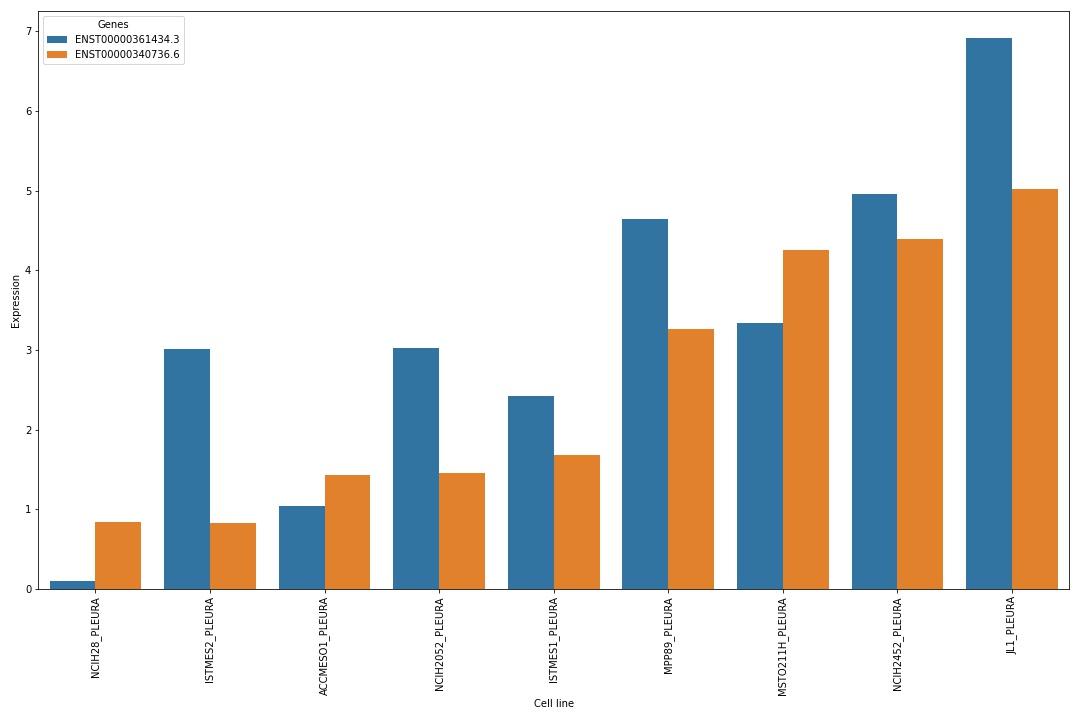 Genes
ENST00000361434.3
ENST00000340736.6
7
6
5
4
3
2
1
0
Expression
NCIH28_PLEURA
ISTMES2_PLEURA
ACCMESO1_PLEURA
NCIH2052_PLEURA
ISTMES1_PLEURA
MPP89_PLEURA
MSTO211H_PLEURA
NCIH2452_PLEURA
JL1_PLEURA
Cell line